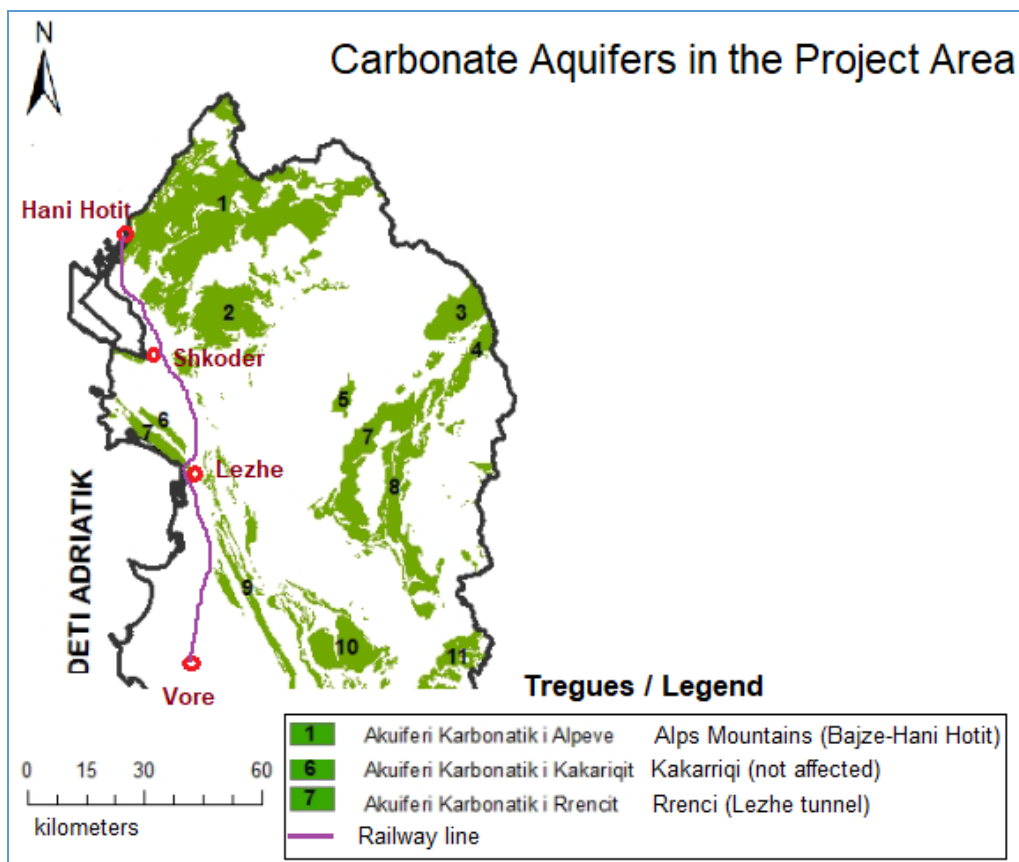 N
Carbonate Aquifers in the Project Area
1
Hani Hotit
2
3
4
Shkoder
5
6
7
7
Lezhe
8
DETI ADRIATIK
9
10
11
Vore
Tregues / Legend
1 Akuiferi Karbonatik i Alpeve Alps Mountains (Bajze-Hani Hotit)
6 Akuiferi Karbonatik i Kakariqit Kakarriqi (not affected)
7 Akuiferi Karbonatik i Rrencit Rrenci (Lezhe tunnel)
Railway line
0 15 30 60
kilometers